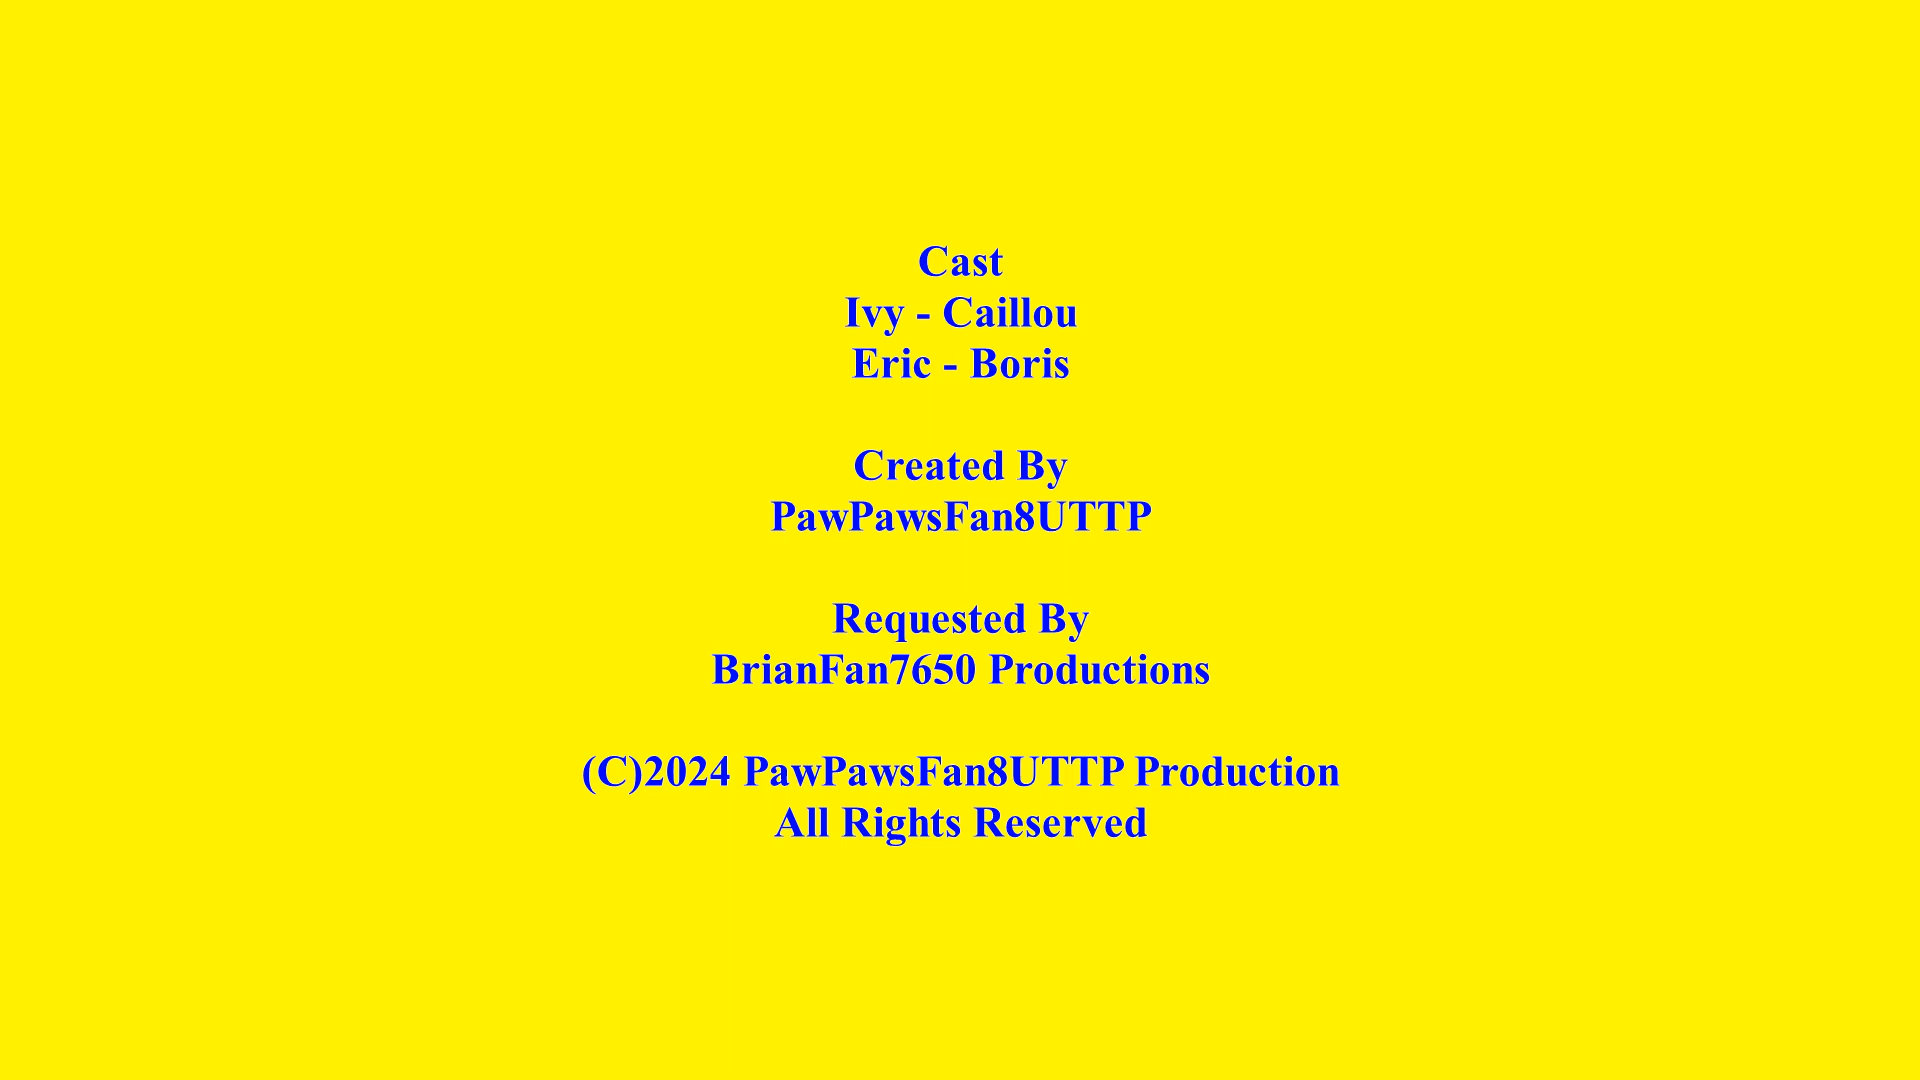 Cast
Ivy - Caillou
Eric - Boris
Created By
PawPawsFan8UTTP
Requested By
BrianFan7650 Productions
(C)2024 PawPawsFan8UTTP Production
All Rights Reserved